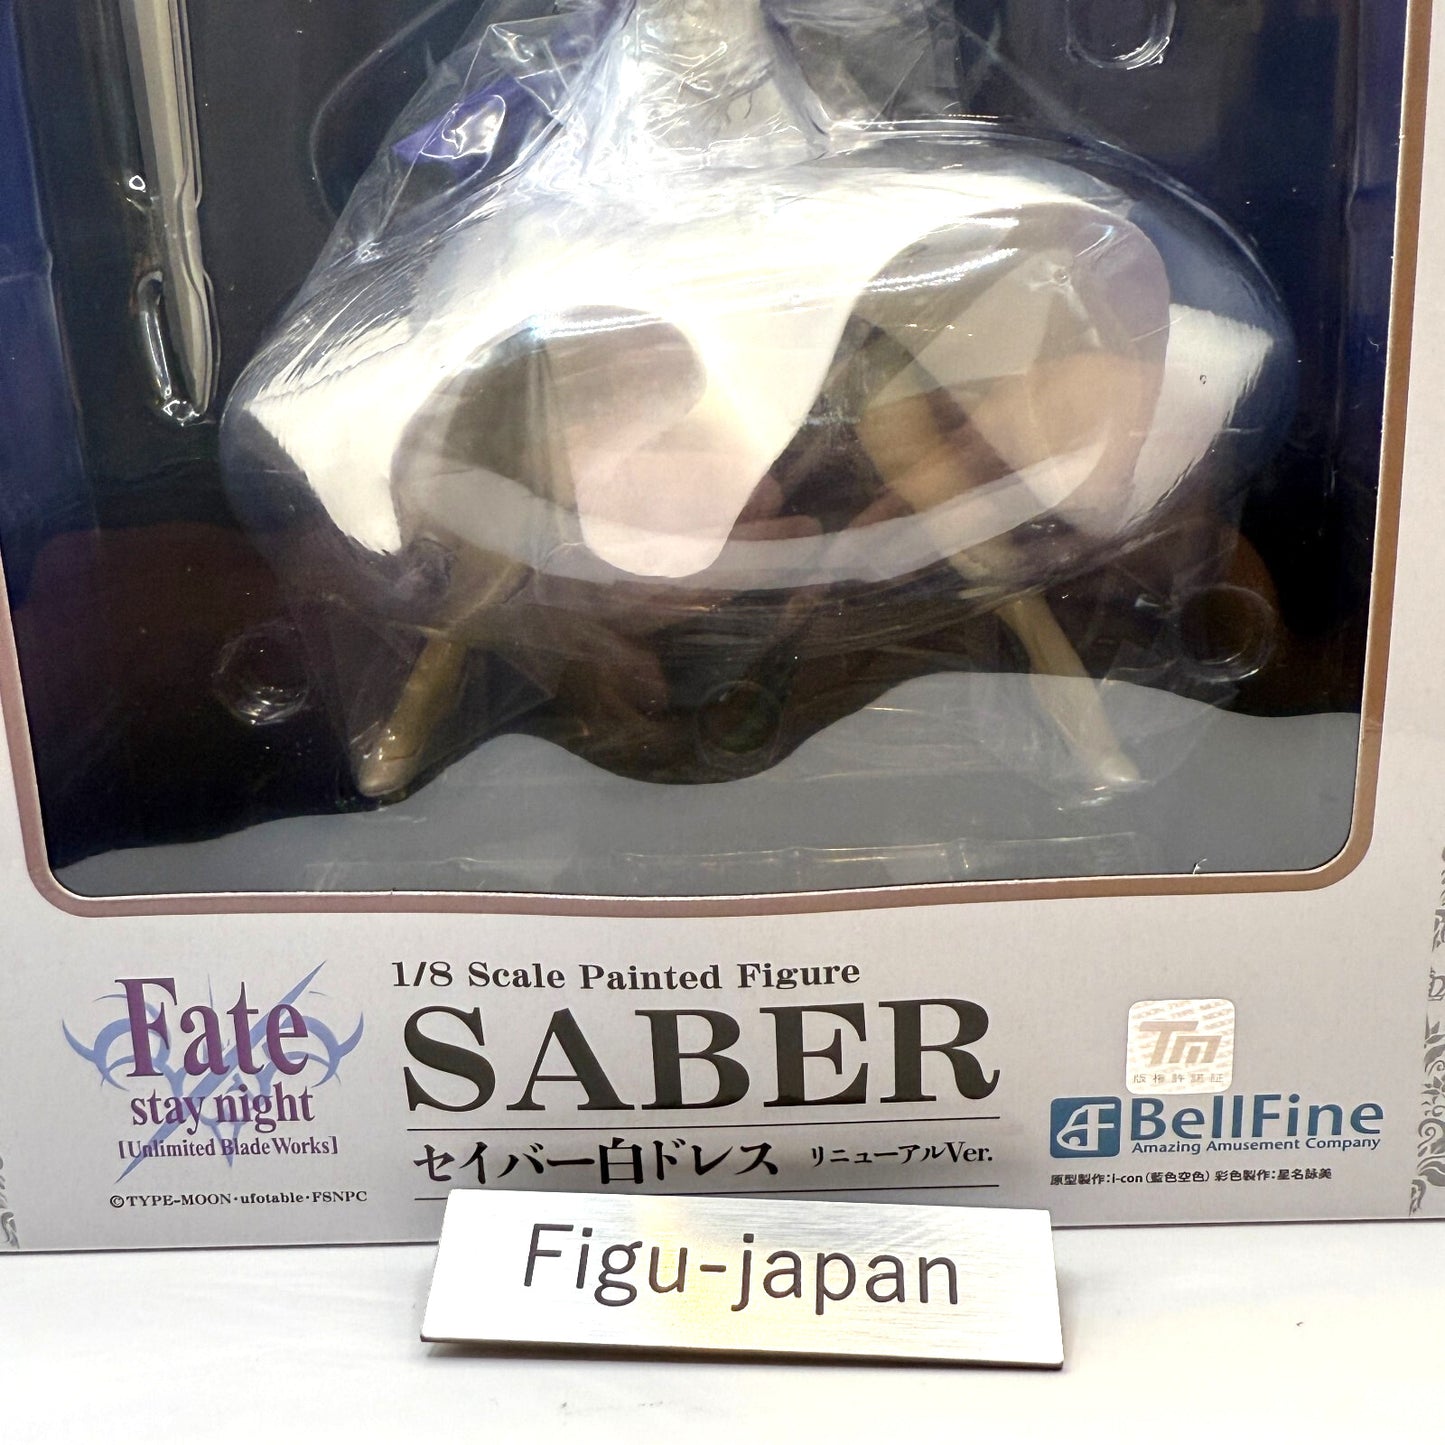 Fate
stay night
[Unlimited Blade Works]
©TYPE-MOON・ufotable・FSNPC
1/8 Scale Painted Figure
SABER
セイバー白ドレス リニューアルVer.
TM
版権許諾証
BellFine
Amazing Amusement Company
原型製作:i-con(藍色空色) 彩色製作:星名詠美
Figu-japan